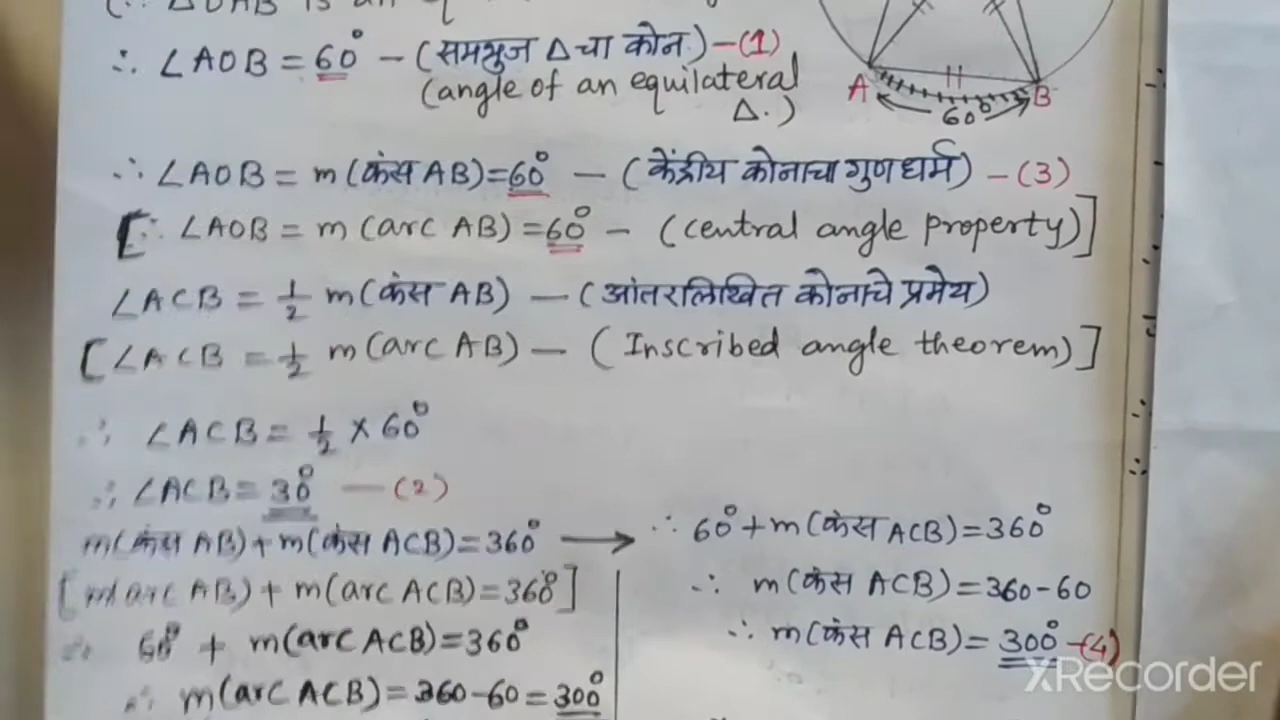 (∵ ΔOAB is an
∴ ∠AOB = 60° – (समभुज Δ चा कोन) –(1)
(angle of an equilateral
Δ.)
A B
60°
∴ ∠AOB = m(कंस AB)=60° – (केंद्रीय कोनाचा गुणधर्म) –(3)
[∴ ∠AOB = m(arc AB)=60° – (central angle property)]
∠ACB = 1/2 m(कंस AB) – (आंतरलिखित कोनाचे प्रमेय)
[∠ACB = 1/2 m(arc AB) – (Inscribed angle theorem)]
∴ ∠ACB = 1/2 × 60°
∴ ∠ACB = 30° –(2)
m(कंस AB)+m(कंस ACB)=360° →
[m(arc AB)+m(arc ACB)=360°]
∴ 60° + m(arc ACB)=360°
∴ m(arc ACB)=360-60=300°
∴ 60°+m(कंस ACB)=360°
∴ m(कंस ACB)=360-60
∴ m(कंस ACB)=300° –(4)
XRecorder